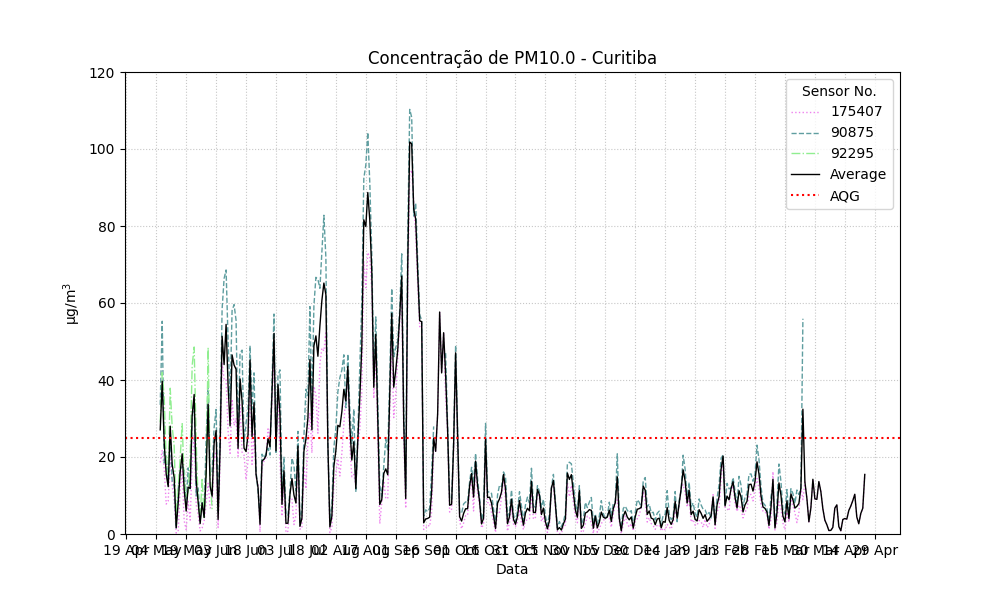 Concentração de PM10.0 - Curitiba
120
100
80
60
40
20
0
µg/m³
Sensor No.
175407
90875
92295
Average
AQG
19 Apr 04 May 19 May 03 Jun 18 Jun 03 Jul 18 Jul 02 Aug 17 Aug 01 Sep 16 Sep 01 Oct 16 Oct 31 Oct 15 Nov 30 Nov 15 Dec 30 Dec 14 Jan 29 Jan 13 Feb 28 Feb 15 Mar 30 Mar 14 Apr 29 Apr
Data